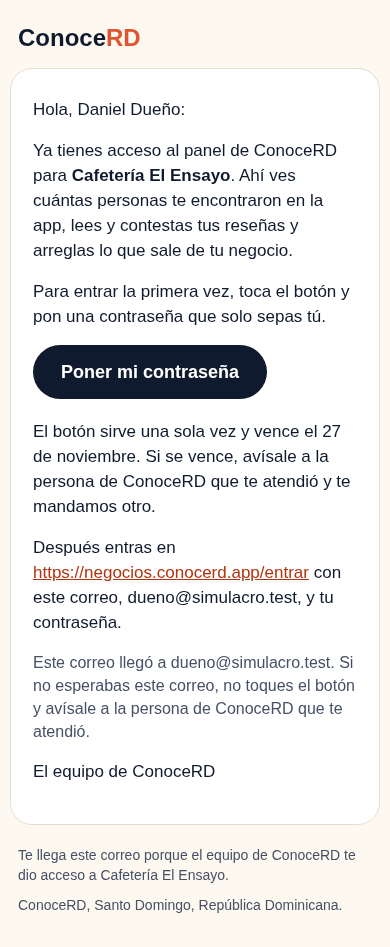 ConoceRD
Hola, Daniel Dueño:
Ya tienes acceso al panel de ConoceRD
para Cafetería El Ensayo. Ahí ves
cuántas personas te encontraron en la
app, lees y contestas tus reseñas y
arreglas lo que sale de tu negocio.
Para entrar la primera vez, toca el botón y
pon una contraseña que solo sepas tú.
Poner mi contraseña
El botón sirve una sola vez y vence el 27
de noviembre. Si se vence, avísale a la
persona de ConoceRD que te atendió y te
mandamos otro.
Después entras en
https://negocios.conocerd.app/entrar con
este correo, dueno@simulacro.test, y tu
contraseña.
Este correo llegó a dueno@simulacro.test. Si
no esperabas este correo, no toques el botón
y avísale a la persona de ConoceRD que te
atendió.
El equipo de ConoceRD
Te llega este correo porque el equipo de ConoceRD te
dio acceso a Cafetería El Ensayo.
ConoceRD, Santo Domingo, República Dominicana.